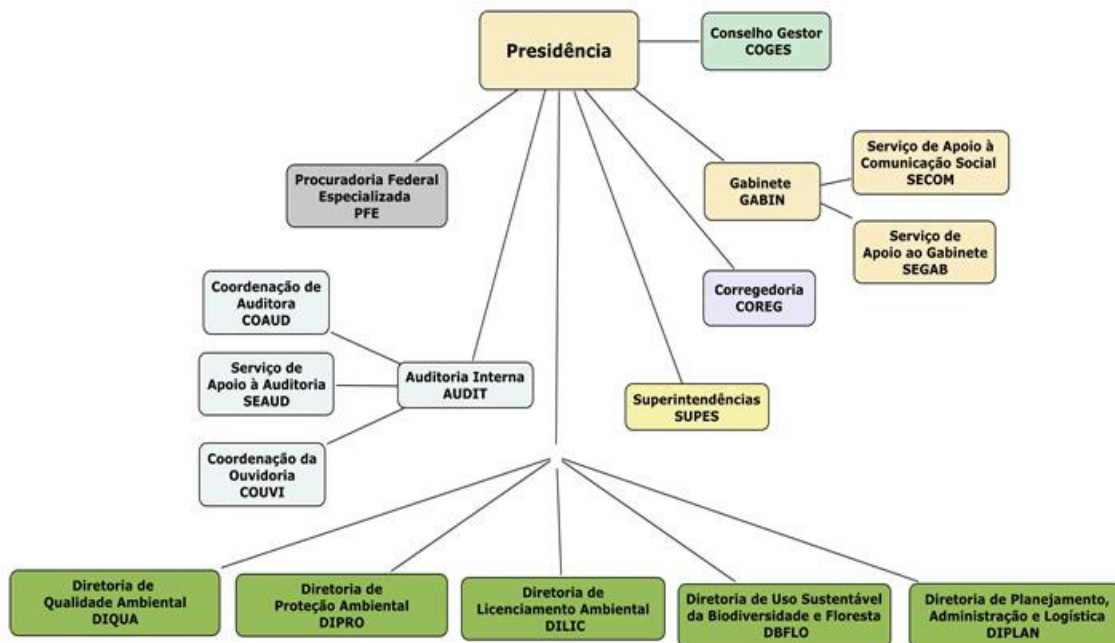 Presidência
Conselho Gestor
COGES
Procuradoria Federal
Especializada
PFE
Gabinete
GABIN
Serviço de Apoio à
Comunicação Social
SECOM
Serviço de
Apoio ao Gabinete
SEGAB
Corregedoria
COREG
Coordenação de
Auditora
COAUD
Serviço de
Apoio à Auditoria
SEAUD
Coordenação da
Ouvidoria
COUVI
Auditoria Interna
AUDIT
Superintendências
SUPES
Diretoria de
Qualidade Ambiental
DIQUA
Diretoria de
Proteção Ambiental
DIPRO
Diretoria de
Licenciamento Ambiental
DILIC
Diretoria de Uso Sustentável
da Biodiversidade e Floresta
DBFLO
Diretoria de Planejamento,
Administração e Logística
DIPLAN